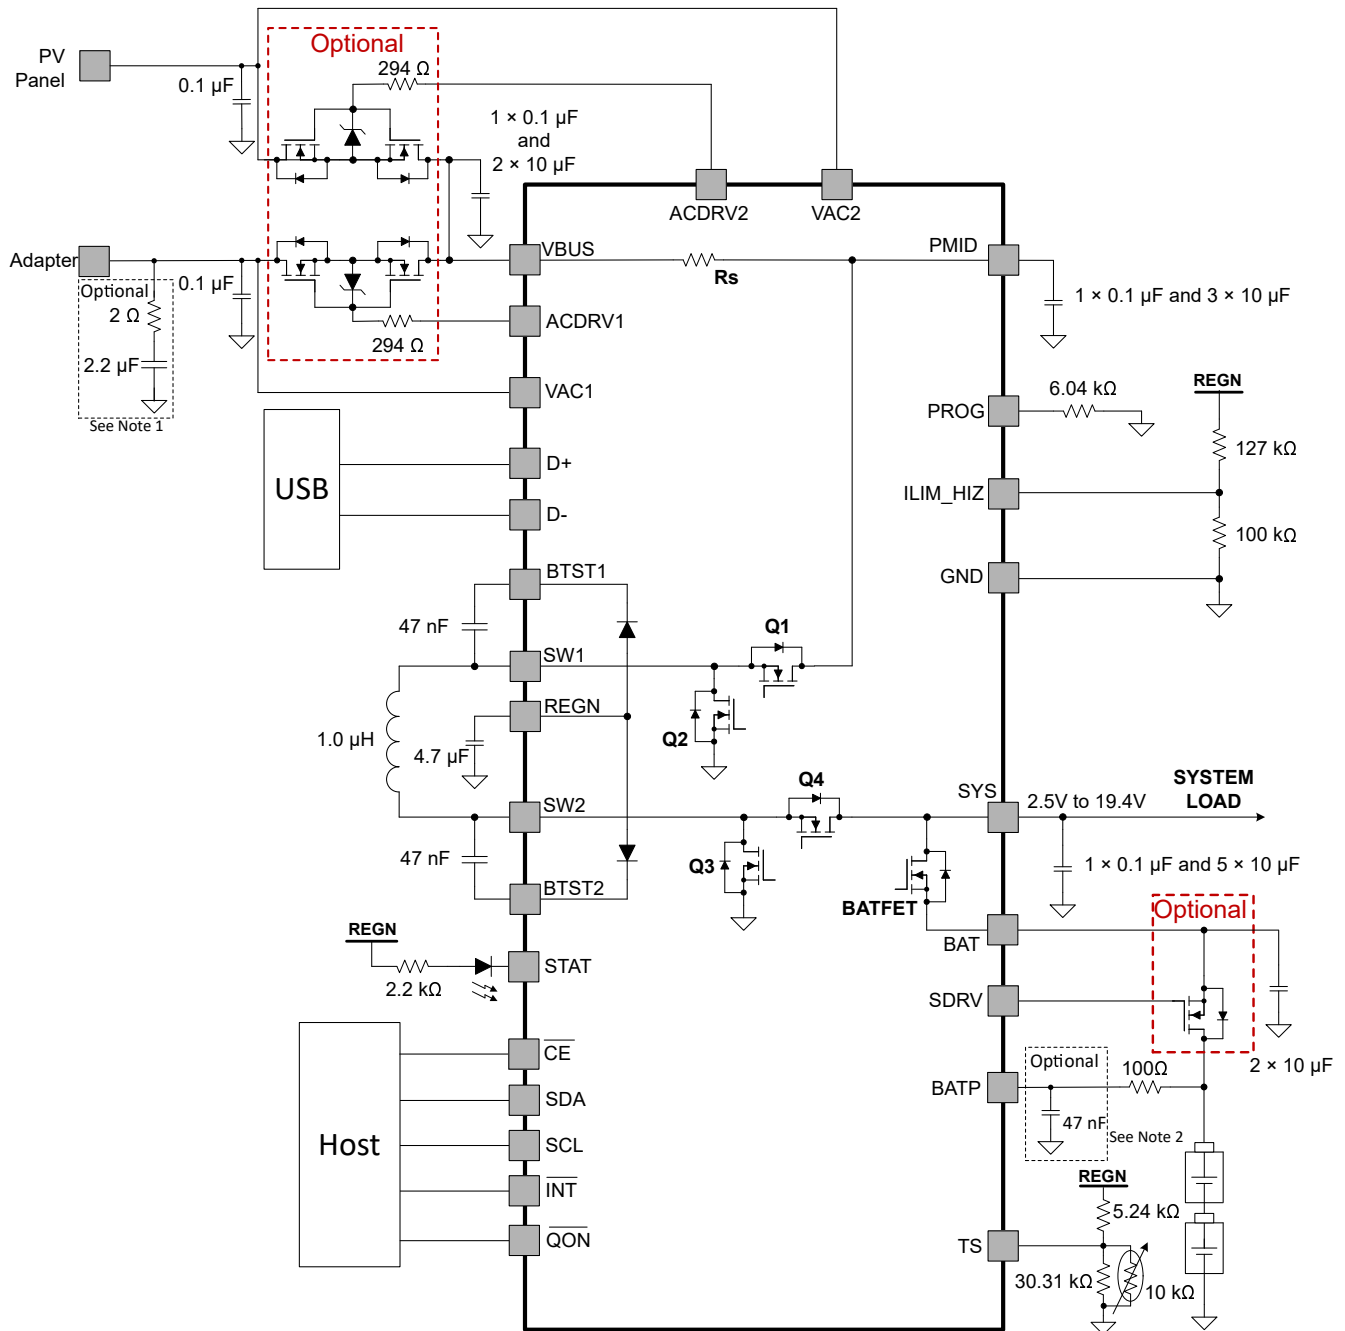 PV
Panel
Optional
294 Ω
0.1 µF
1 × 0.1 µF
and
2 × 10 µF
ACDRV2
VAC2
Adapter
VBUS
Rs
PMID
Optional
2 Ω
2.2 µF
0.1 µF
See Note 1
294 Ω
ACDRV1
VAC1
1 × 0.1 µF and 3 × 10 µF
6.04 kΩ
REGN
PROG
127 kΩ
ILIM_HIZ
100 kΩ
GND
USB
D+
D-
BTST1
47 nF
SW1
Q1
REGN
Q2
1.0 µH
4.7 µF
SW2
Q4
SYS
2.5V to 19.4V
SYSTEM
LOAD
47 nF
Q3
1 × 0.1 µF and 5 × 10 µF
BTST2
BATFET
Optional
REGN
BAT
STAT
2.2 kΩ
SDRV
2 × 10 µF
Host
CE
SDA
SCL
INT
QON
Optional
100Ω
BATP
47 nF
See Note 2
REGN
5.24 kΩ
TS
30.31 kΩ
10 kΩ